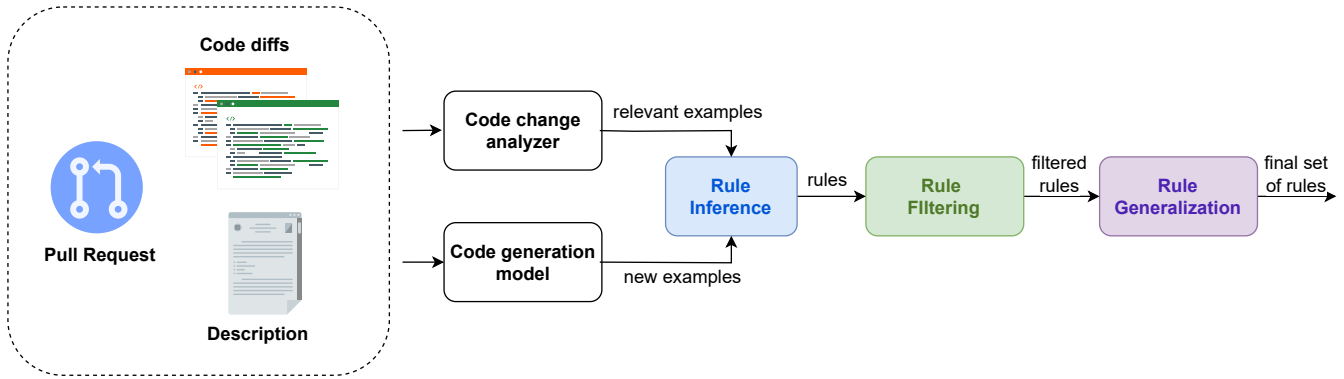 Code diffs
</>
</>
Pull Request
Description
Code change
analyzer
relevant examples
Code generation
model
new examples
Rule
Inference
rules
Rule
FIltering
filtered
rules
Rule
Generalization
final set
of rules